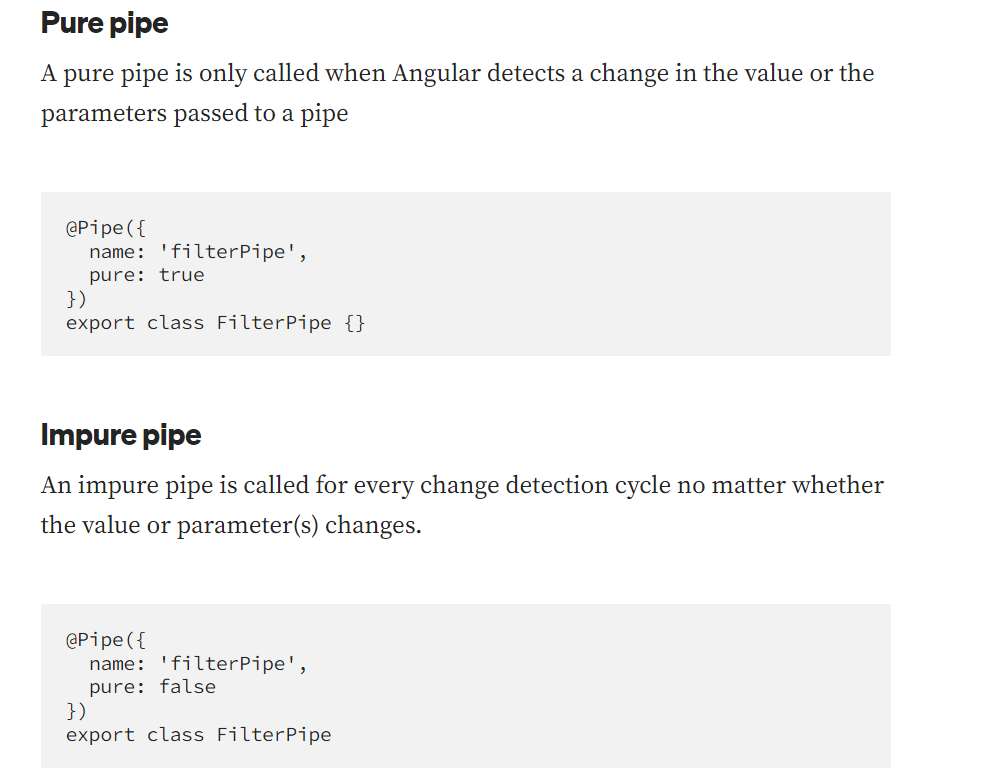 Pure pipe
A pure pipe is only called when Angular detects a change in the value or the
parameters passed to a pipe
@Pipe({
  name: 'filterPipe',
  pure: true
})
export class FilterPipe {}
Impure pipe
An impure pipe is called for every change detection cycle no matter whether
the value or parameter(s) changes.
@Pipe({
  name: 'filterPipe',
  pure: false
})
export class FilterPipe